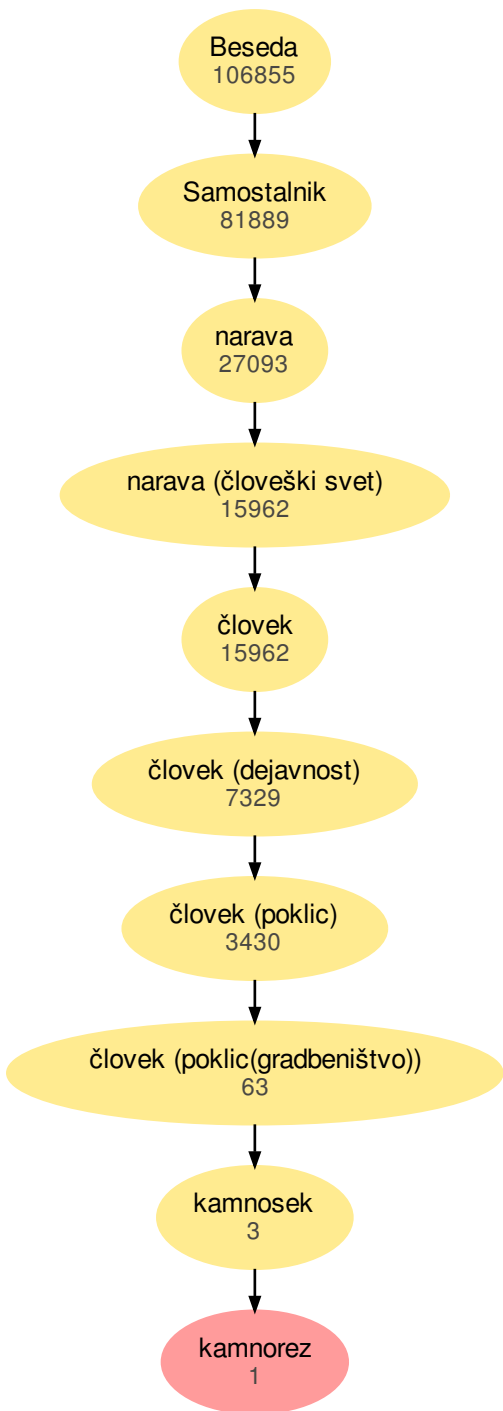 Beseda
106855
Samostalnik
81889
narava
27093
narava (človeški svet)
15962
človek
15962
človek (dejavnost)
7329
človek (poklic)
3430
človek (poklic(gradbeništvo))
63
kamnosek
3
kamnorez
1